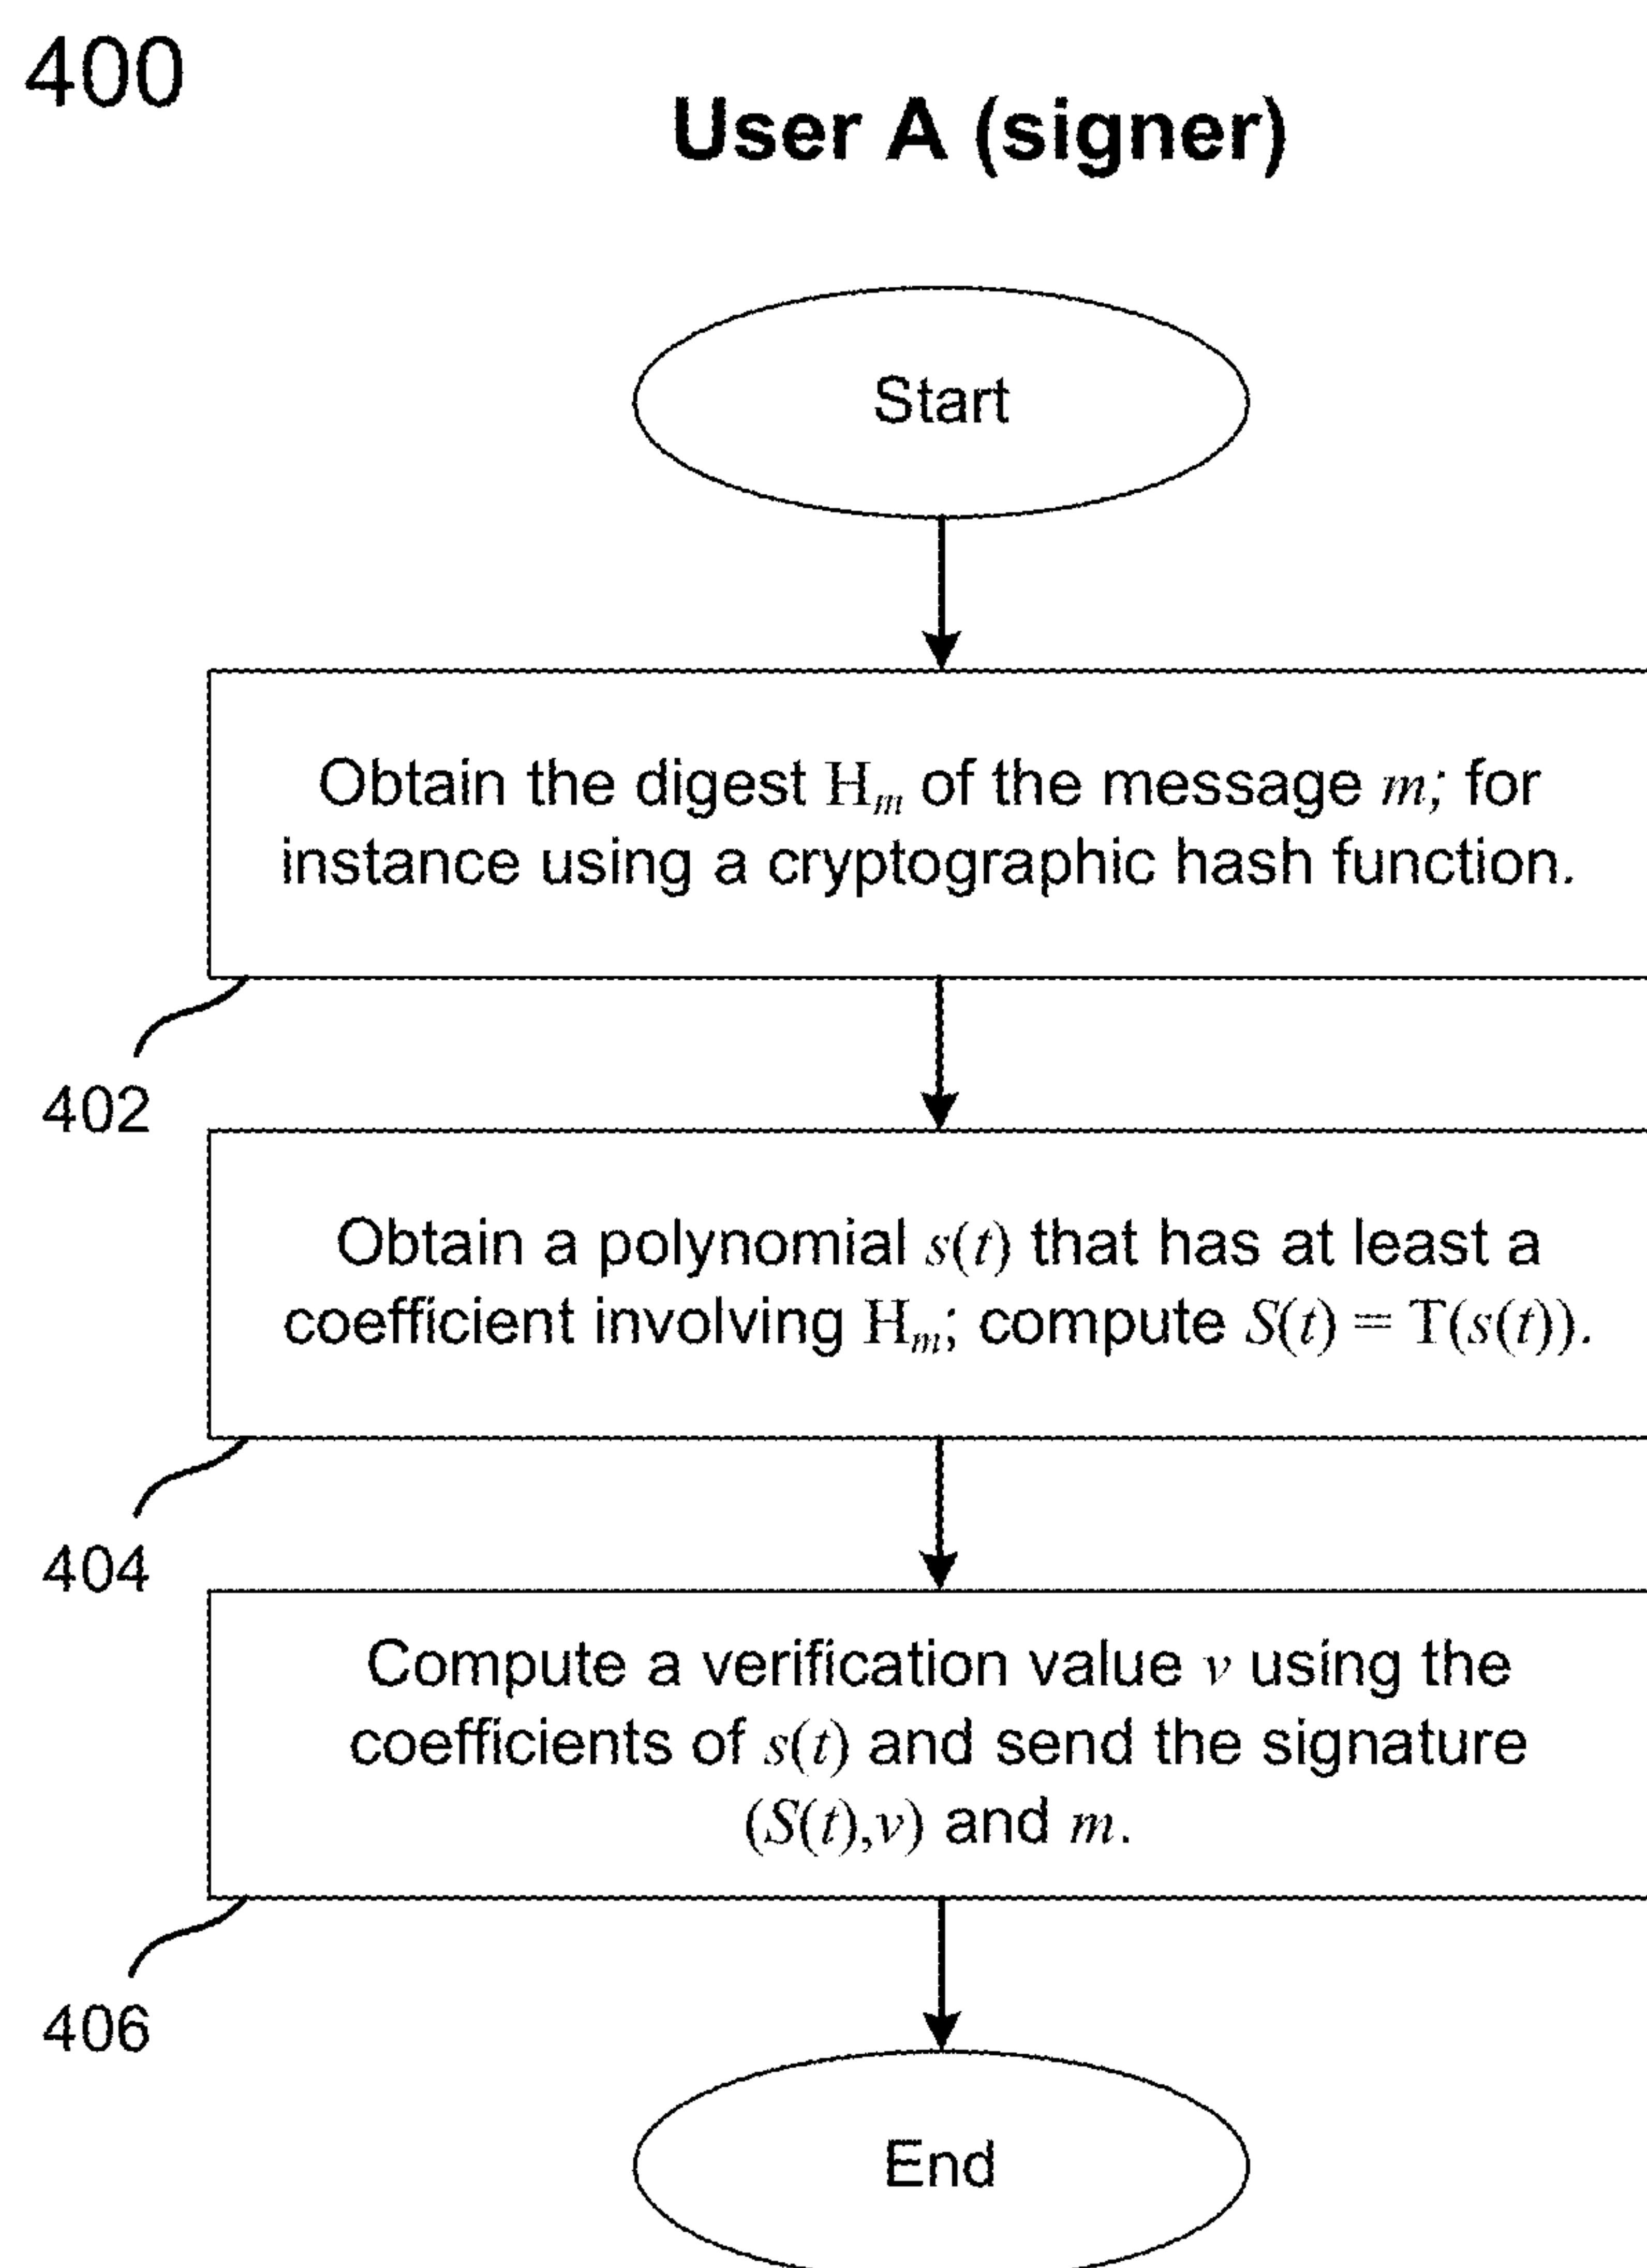 400
User A (signer)
Start
Obtain the digest Hₘ of the message m; for
instance using a cryptographic hash function.
402
Obtain a polynomial s(t) that has at least a
coefficient involving Hₘ; compute S(t) = T(s(t)).
404
Compute a verification value v using the
coefficients of s(t) and send the signature
(S(t),v) and m.
406
End